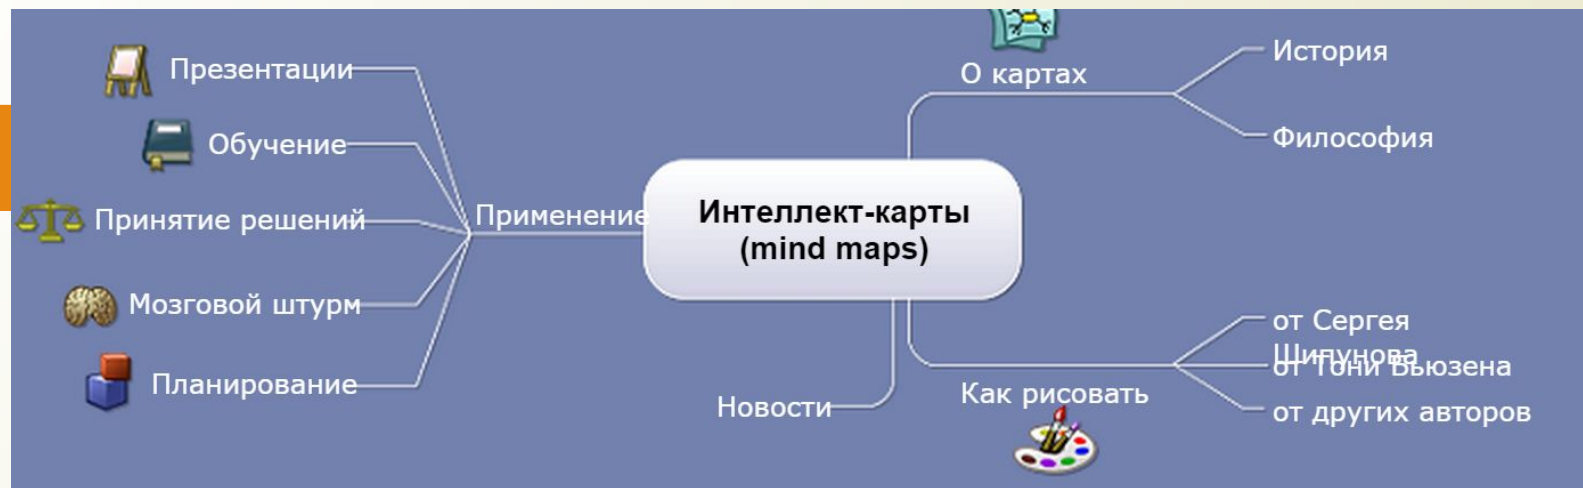 Презентации
Обучение
Принятие решений
Мозговой штурм
Планирование
Применение
Интеллект-карты
(mind maps)
О картах
История
Философия
Новости
Как рисовать
от Сергея
Шипунова
от Тони Бьюзена
от других авторов